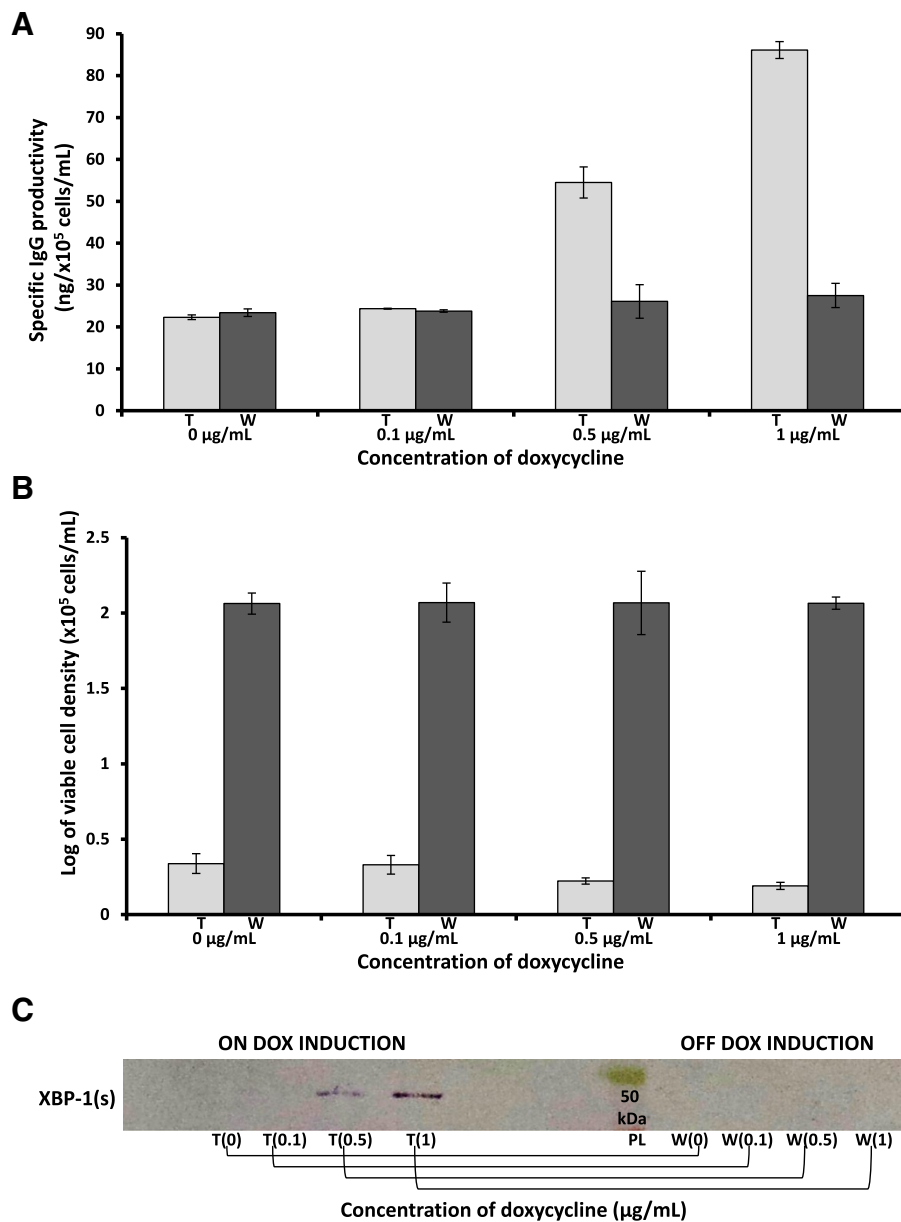 A
Specific IgG productivity
(ng/x10⁵ cells/mL)
90
80
70
60
50
40
30
20
10
0
T W T W T W T W
0 µg/mL 0.1 µg/mL 0.5 µg/mL 1 µg/mL
Concentration of doxycycline
B
Log of viable cell density (x10⁵ cells/mL)
2.5
2
1.5
1
0.5
0
T W T W T W T W
0 µg/mL 0.1 µg/mL 0.5 µg/mL 1 µg/mL
Concentration of doxycycline
C
ON DOX INDUCTION OFF DOX INDUCTION
XBP-1(s)
50
kDa
T(0) T(0.1) T(0.5) T(1) PL W(0) W(0.1) W(0.5) W(1)
Concentration of doxycycline (µg/mL)